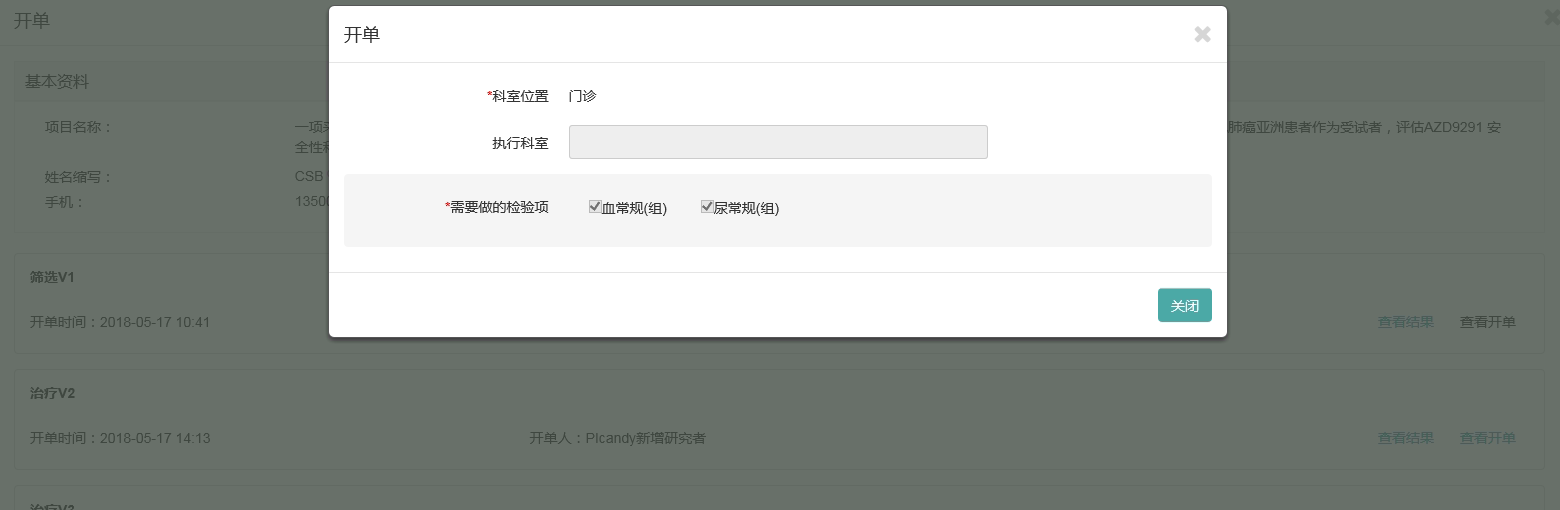 开单
开单
基本资料
*科室位置 门诊
项目名称：
一项
肺癌亚洲患者作为受试者，评估AZD9291 安
全性
执行科室
姓名缩写：
CSB
手机：
1350
*需要做的检验项 血常规(组) 尿常规(组)
筛选V1
关闭
开单时间：2018-05-17 10:41 查看结果 查看开单
治疗V2
开单时间：2018-05-17 14:13 开单人：PIcandy新增研究者 查看结果 查看开单
治疗V3